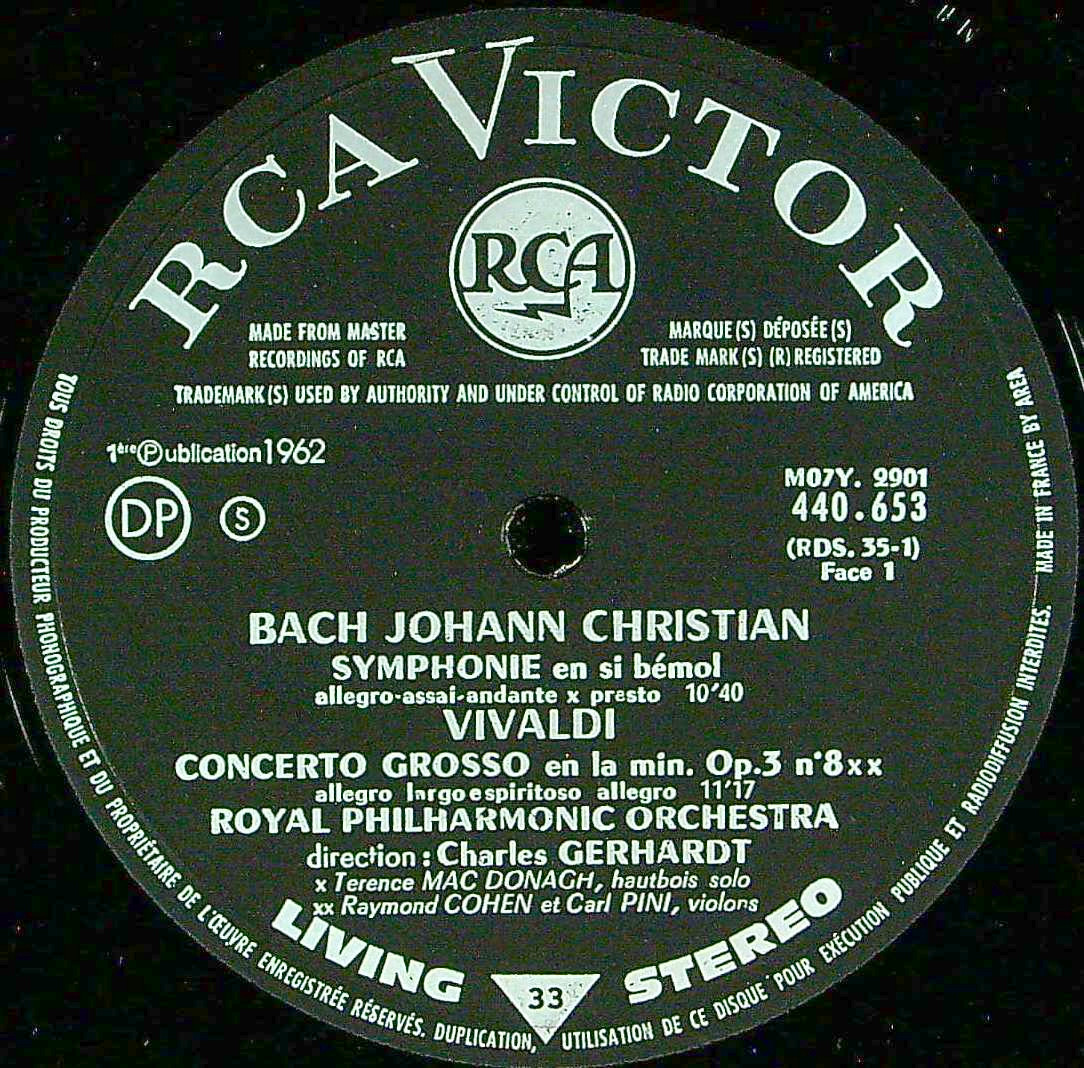 RCA VICTOR
RCA
MADE FROM MASTER
RECORDINGS OF RCA
MARQUE(S) DÉPOSÉE(S)
TRADE MARK(S) (R) REGISTERED
TRADEMARK(S) USED BY AUTHORITY AND UNDER CONTROL OF RADIO CORPORATION OF AMERICA
1ère Ⓟublication 1962
DP S
M07Y. 2901
440.653
(RDS. 35-1)
Face 1
BACH JOHANN CHRISTIAN
SYMPHONIE en si bémol
allegro-assai-andante x presto 10'40
VIVALDI
CONCERTO GROSSO en la min. Op.3 n°8xx
allegro largo e spiritoso allegro 11'17
ROYAL PHILHARMONIC ORCHESTRA
direction : Charles GERHARDT
x Terence MAC DONAGH, hautbois solo
xx Raymond COHEN et Carl PINI, violons
LIVING 33 STEREO
TOUS DROITS DU PRODUCTEUR PHONOGRAPHIQUE ET DU PROPRIÉTAIRE DE L'ŒUVRE ENREGISTRÉE RÉSERVÉS. DUPLICATION, UTILISATION DE CE DISQUE POUR EXÉCUTION PUBLIQUE ET RADIODIFFUSION INTERDITES. MADE IN FRANCE BY AREA